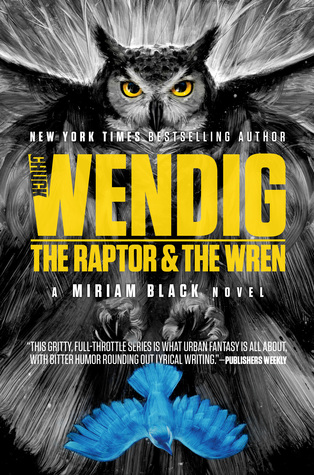 NEW YORK TIMES BESTSELLING AUTHOR
CHUCK
WENDIG
THE RAPTOR & THE WREN
A MIRIAM BLACK NOVEL
"THIS GRITTY, FULL-THROTTLE SERIES IS WHAT URBAN FANTASY IS ALL ABOUT,
WITH BITTER HUMOR ROUNDING OUT LYRICAL WRITING."—PUBLISHERS WEEKLY